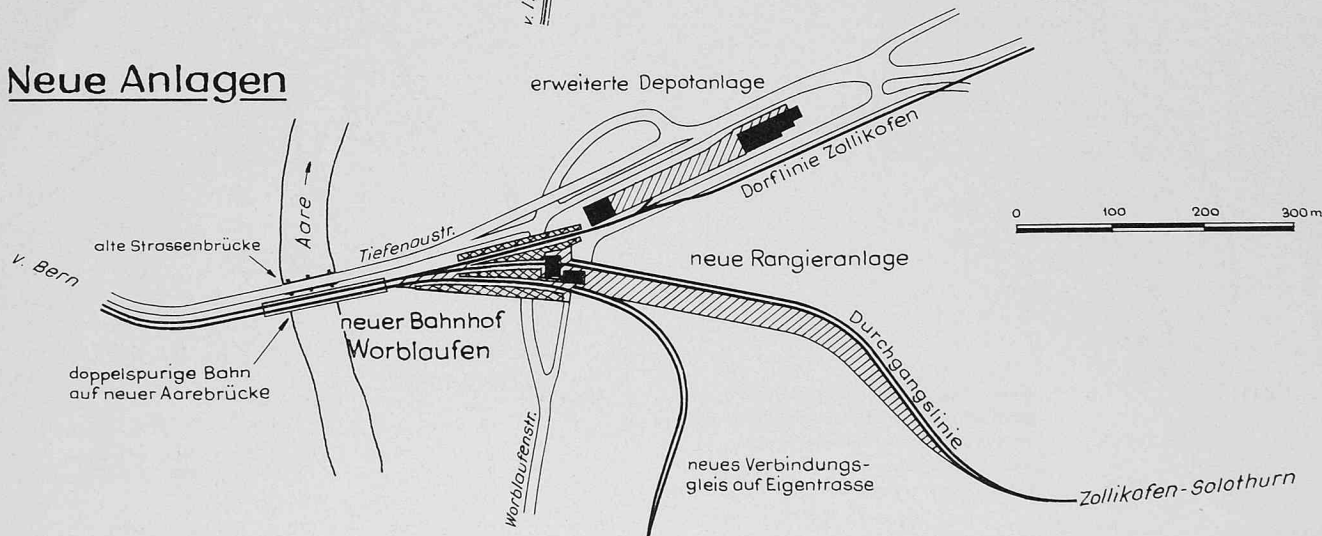 v. I
Neue Anlagen
erweiterte Depotanlage
Dorflinie Zollikofen
Aare →
alte Strassenbrücke
Tiefenaustr.
v. Bern
0 100 200 300 m
neue Rangieranlage
neuer Bahnhof
Worblaufen
doppelspurige Bahn
auf neuer Aarebrücke
Durchgangslinie
Worblaufenstr.
neues Verbindungs-
gleis auf Eigentrasse
Zollikofen-Solothurn